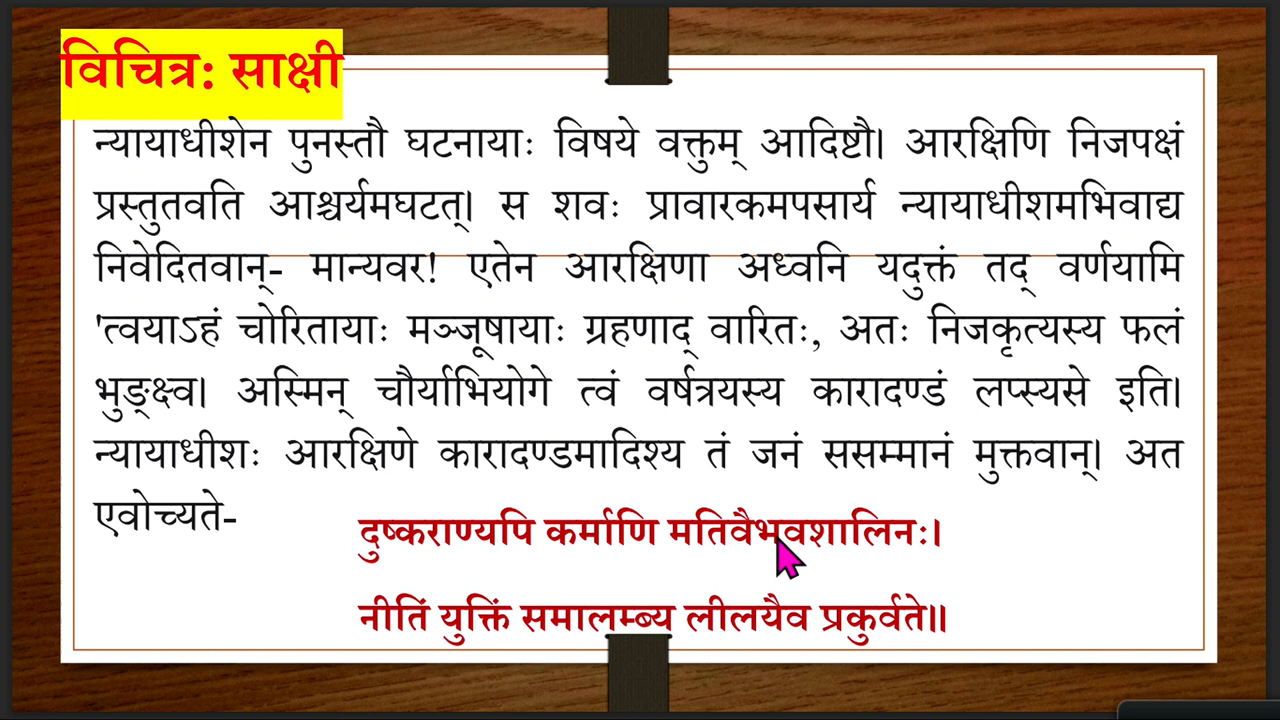 विचित्र: साक्षी
न्यायाधीशेन पुनस्तौ घटनायाः विषये वक्तुम् आदिष्टौ। आरक्षिणि निजपक्षं
प्रस्तुतवति आश्चर्यमघटत्। स शवः प्रावारकमपसार्य न्यायाधीशमभिवाद्य
निवेदितवान्- मान्यवर! एतेन आरक्षिणा अध्वनि यदुक्तं तद् वर्णयामि
'त्वयाऽहं चोरितायाः मञ्जूषायाः ग्रहणाद् वारितः, अतः निजकृत्यस्य फलं
भुङ्क्ष्व। अस्मिन् चौर्याभियोगे त्वं वर्षत्रयस्य कारादण्डं लप्स्यसे इति।
न्यायाधीशः आरक्षिणे कारादण्डमादिश्य तं जनं ससम्मानं मुक्तवान्। अत
एवोच्यते-
दुष्कराण्यपि कर्माणि मतिवैभवशालिनः।
नीतिं युक्तिं समालम्ब्य लीलयैव प्रकुर्वते॥